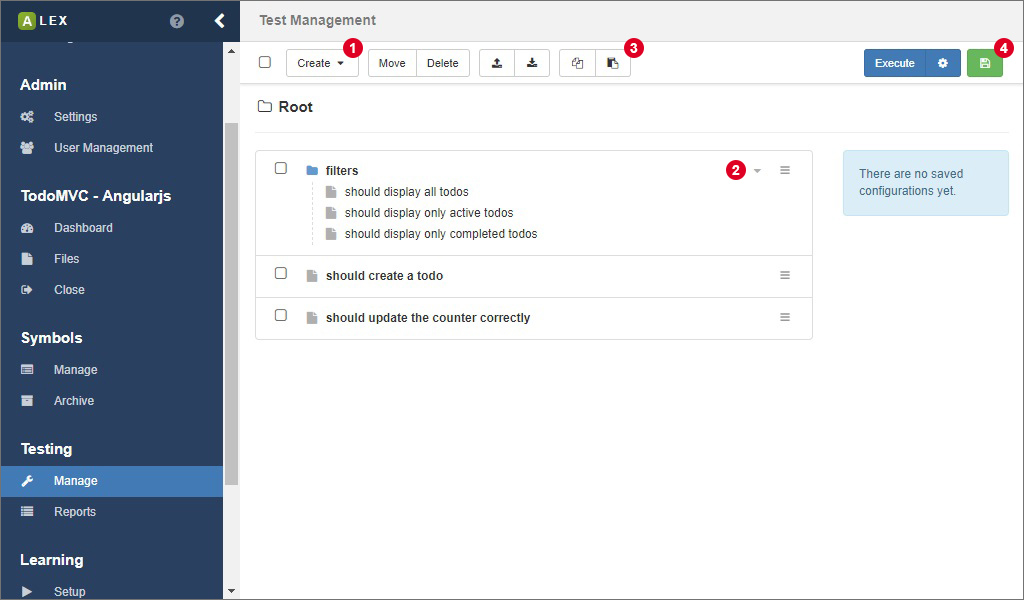 ALEX
Admin
Settings
User Management
TodoMVC - Angularjs
Dashboard
Files
Close
Symbols
Manage
Archive
Testing
Manage
Reports
Learning
Setup
Test Management
Create 1
Move
Delete
3
Execute
4
Root
filters 2
should display all todos
should display only active todos
should display only completed todos
should create a todo
should update the counter correctly
There are no saved
configurations yet.